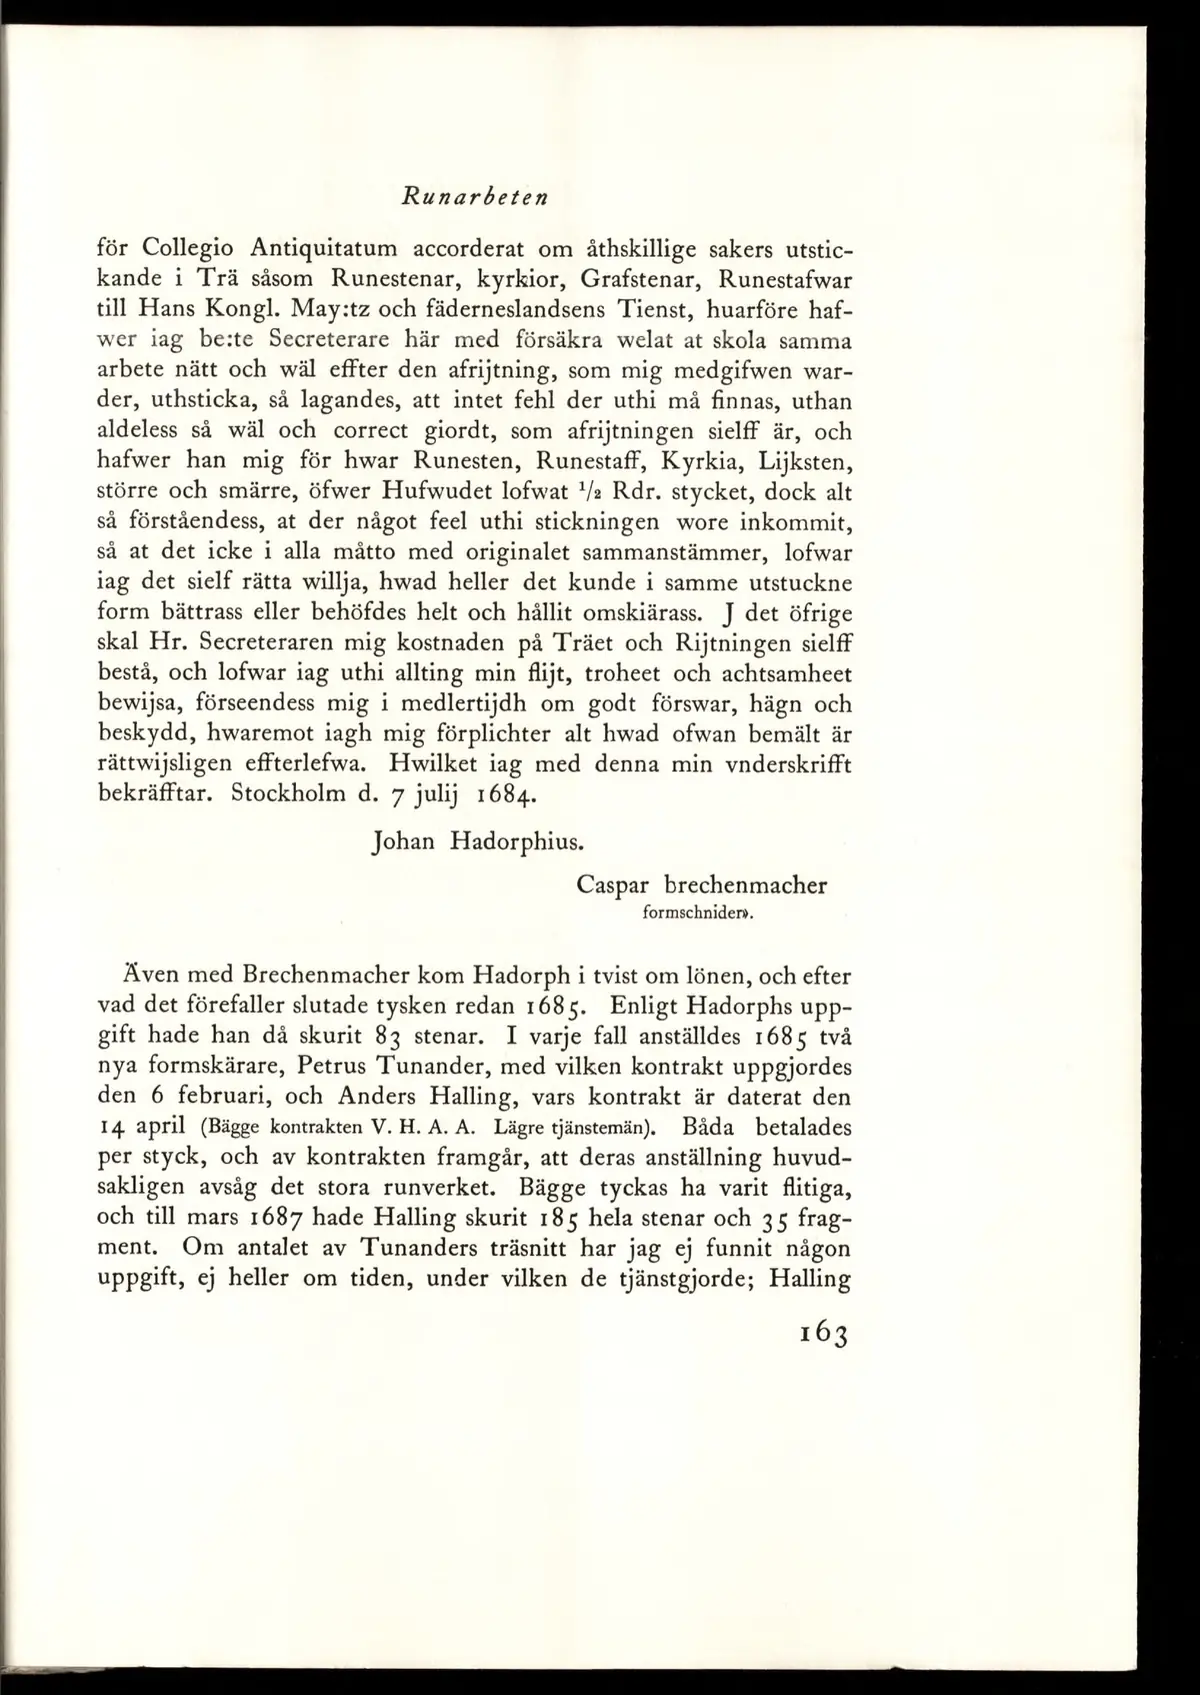 Runarbeten
för Collegio Antiquitatum accorderat om åthskillige sakers utstic-
kande i Trä såsom Runestenar, kyrkior, Grafstenar, Runestafwar
till Hans Kongl. May:tz och fäderneslandsens Tienst, huarföre haf-
wer iag be:te Secreterare här med försäkra welat at skola samma
arbete nätt och wäl effter den afrijtning, som mig medgifwen war-
der, uthsticka, så lagandes, att intet fehl der uthi må finnas, uthan
aldeless så wäl och correct giordt, som afrijtningen sielff är, och
hafwer han mig för hwar Runesten, Runestaff, Kyrkia, Lijksten,
större och smärre, öfwer Hufwudet lofwat 1/2 Rdr. stycket, dock alt
så förståendess, at der något feel uthi stickningen wore inkommit,
så at det icke i alla måtto med originalet sammanstämmer, lofwar
iag det sielf rätta willja, hwad heller det kunde i samme utstuckne
form bättrass eller behöfdes helt och hållit omskiärass. J det öfrige
skal Hr. Secreteraren mig kostnaden på Träet och Rijtningen sielff
bestå, och lofwar iag uthi allting min flijt, troheet och achtsamheet
bewijsa, förseendess mig i medlertijdh om godt förswar, hägn och
beskydd, hwaremot iagh mig förplichter alt hwad ofwan bemält är
rättwijsligen effterlefwa. Hwilket iag med denna min vnderskrifft
bekräfftar. Stockholm d. 7 julij 1684.
Johan Hadorphius.
Caspar brechenmacher
formschnider».
Även med Brechenmacher kom Hadorph i tvist om lönen, och efter
vad det förefaller slutade tysken redan 1685. Enligt Hadorphs upp-
gift hade han då skurit 83 stenar. I varje fall anställdes 1685 två
nya formskärare, Petrus Tunander, med vilken kontrakt uppgjordes
den 6 februari, och Anders Halling, vars kontrakt är daterat den
14 april (Bägge kontrakten V. H. A. A. Lägre tjänstemän). Båda betalades
per styck, och av kontrakten framgår, att deras anställning huvud-
sakligen avsåg det stora runverket. Bägge tyckas ha varit flitiga,
och till mars 1687 hade Halling skurit 185 hela stenar och 35 frag-
ment. Om antalet av Tunanders träsnitt har jag ej funnit någon
uppgift, ej heller om tiden, under vilken de tjänstgjorde; Halling
163